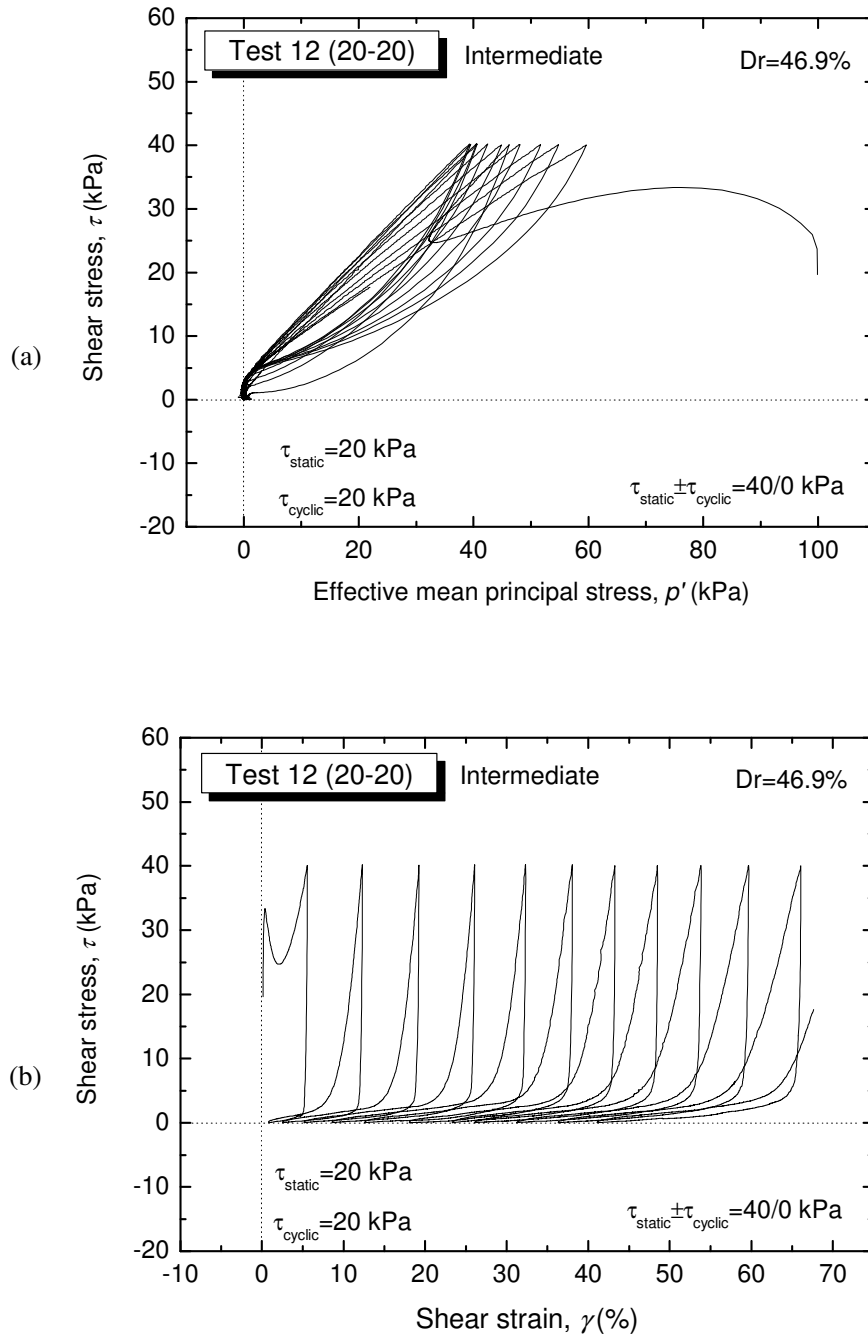 60
Test 12 (20-20) Intermediate Dr=46.9%
50
40
30
20
10
0
-10
-20
Shear stress, τ (kPa)
(a)
τstatic=20 kPa
τcyclic=20 kPa
τstatic±τcyclic=40/0 kPa
0 20 40 60 80 100
Effective mean principal stress, p' (kPa)
60
Test 12 (20-20) Intermediate Dr=46.9%
50
40
30
20
10
0
-10
-20
Shear stress, τ (kPa)
(b)
τstatic=20 kPa
τcyclic=20 kPa
τstatic±τcyclic=40/0 kPa
-10 0 10 20 30 40 50 60 70
Shear strain, γ(%)